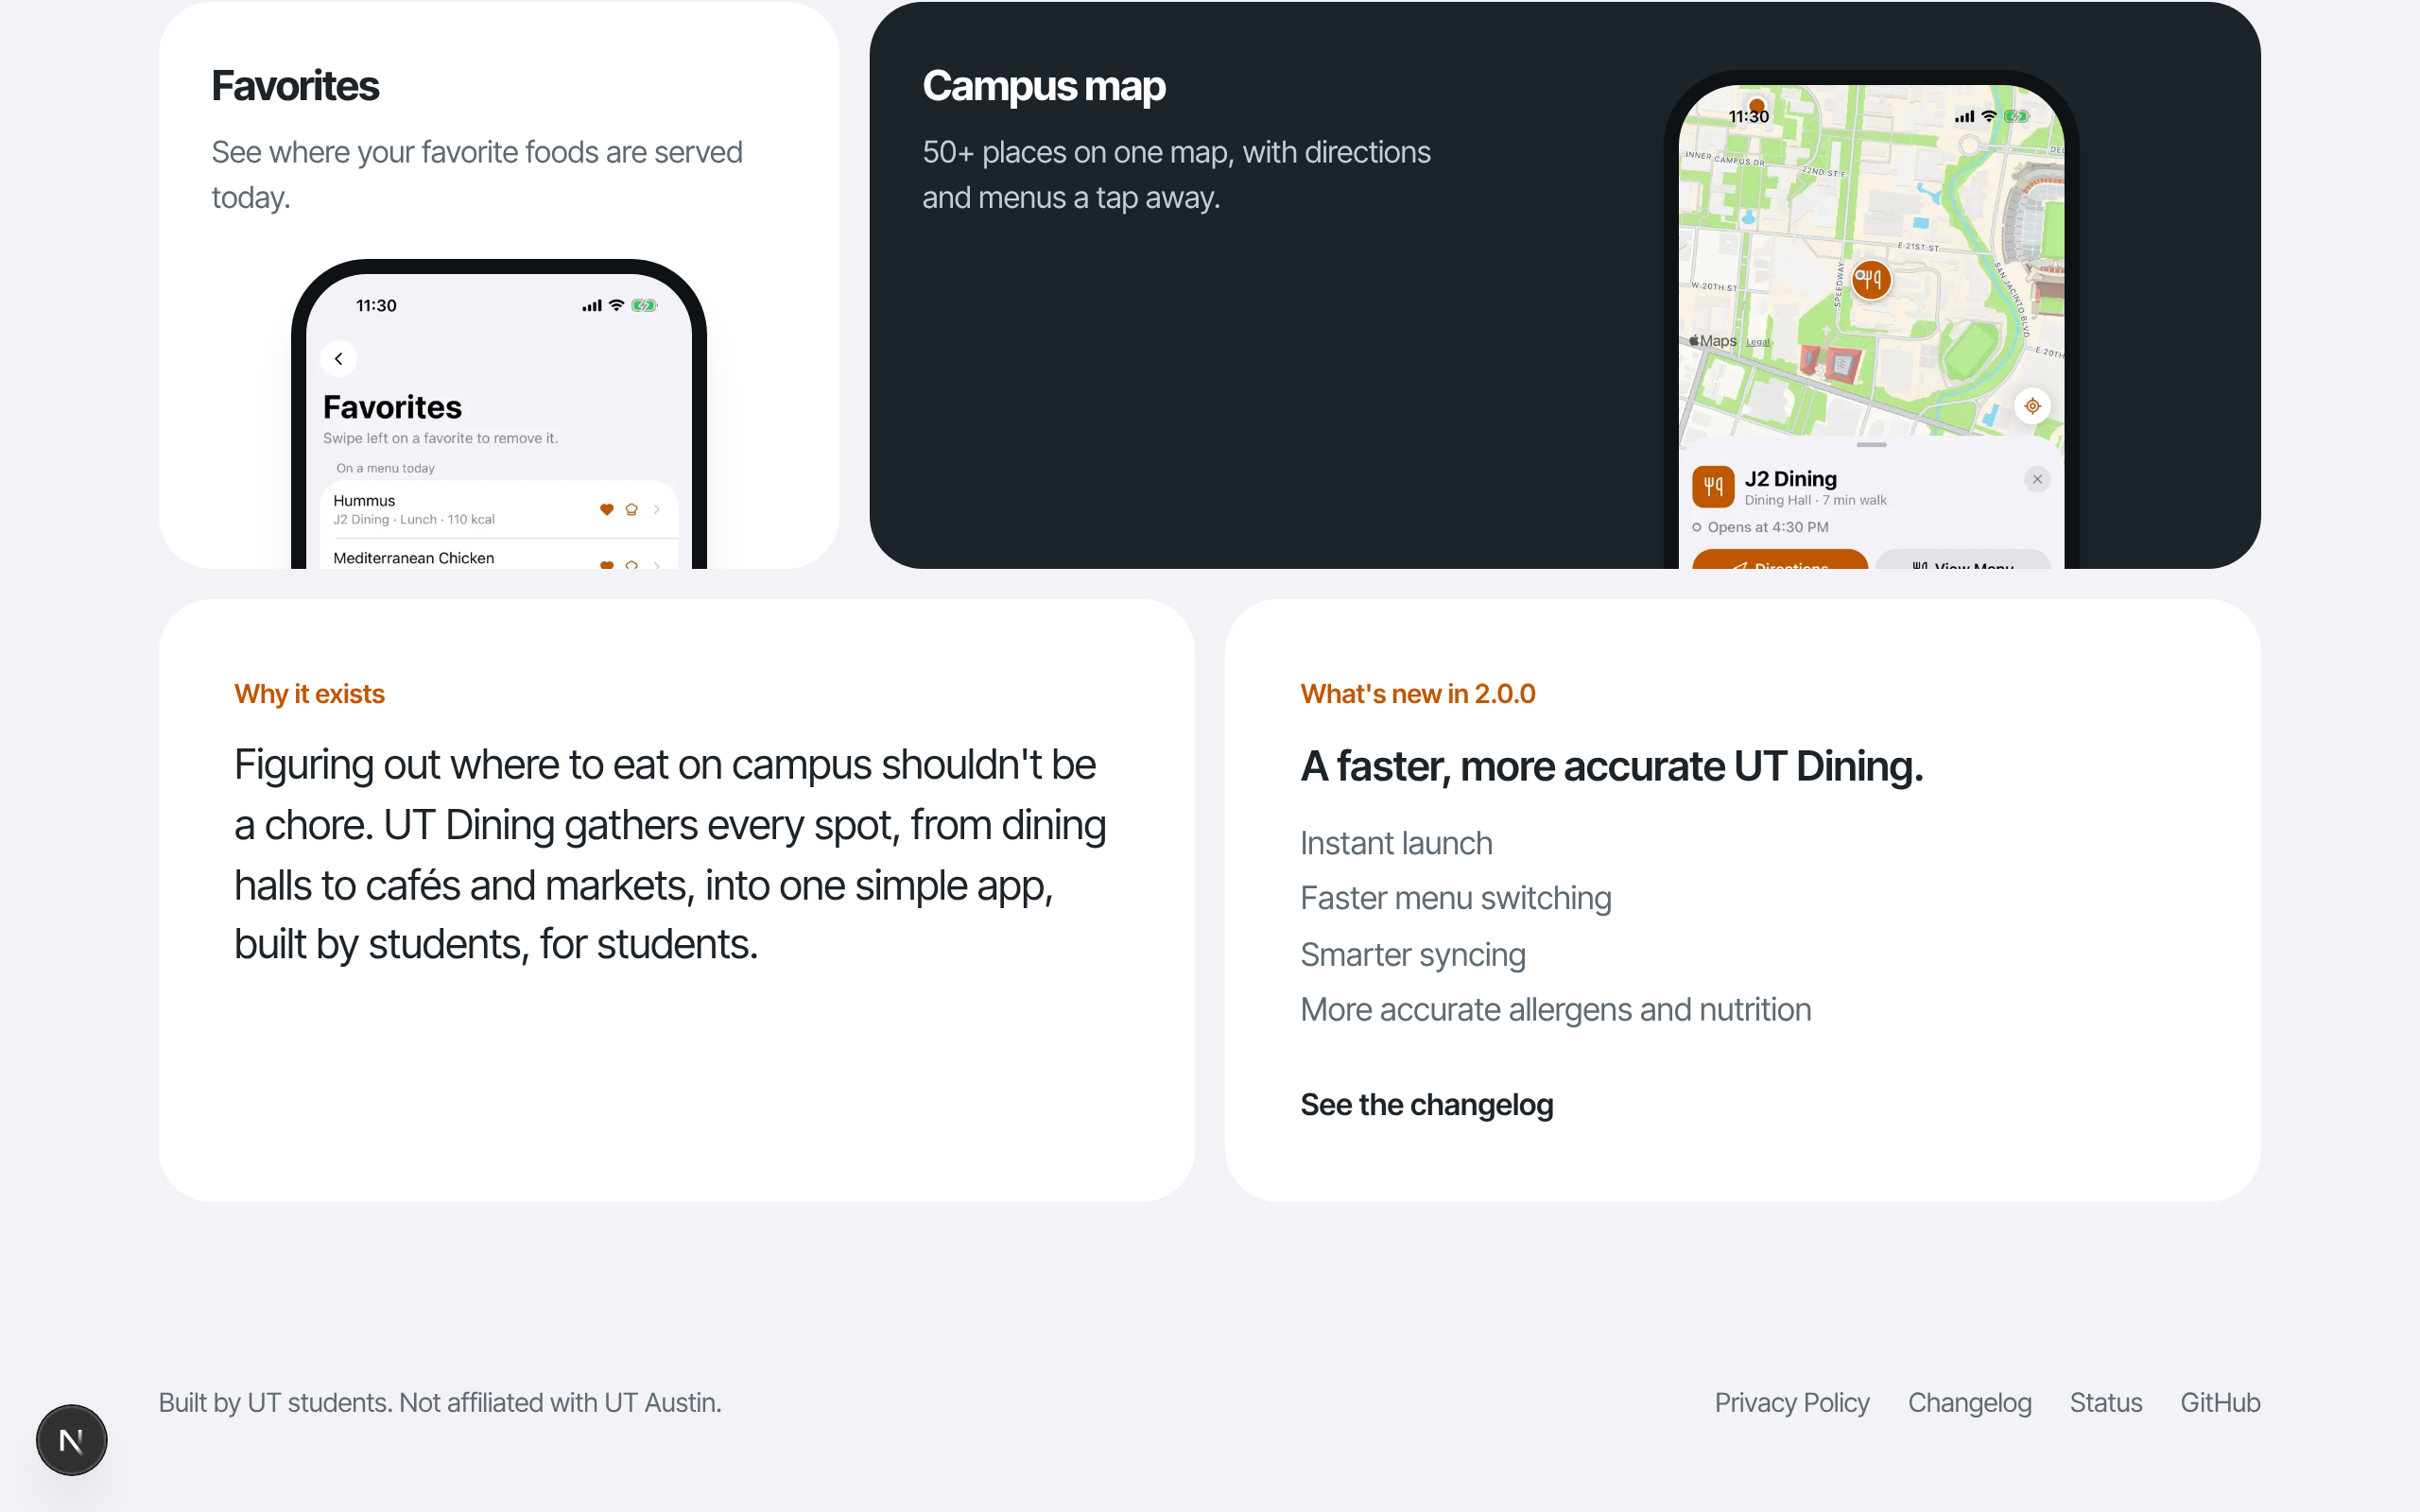 Favorites
See where your favorite foods are served
today.
11:30
Favorites
Swipe left on a favorite to remove it.
On a menu today
Hummus
J2 Dining · Lunch · 110 kcal
Mediterranean Chicken
Campus map
50+ places on one map, with directions
and menus a tap away.
11:30
INNER CAMPUS DR
22ND ST E
E 21ST ST
W 20TH ST
SPEEDWAY
SAN JACINTO BLVD
E 20TH
Maps Legal
J2 Dining
Dining Hall · 7 min walk
Opens at 4:30 PM
Directions
View Menu
Why it exists
Figuring out where to eat on campus shouldn't be
a chore. UT Dining gathers every spot, from dining
halls to cafés and markets, into one simple app,
built by students, for students.
What's new in 2.0.0
A faster, more accurate UT Dining.
Instant launch
Faster menu switching
Smarter syncing
More accurate allergens and nutrition
See the changelog
Built by UT students. Not affiliated with UT Austin.
Privacy Policy
Changelog
Status
GitHub
N